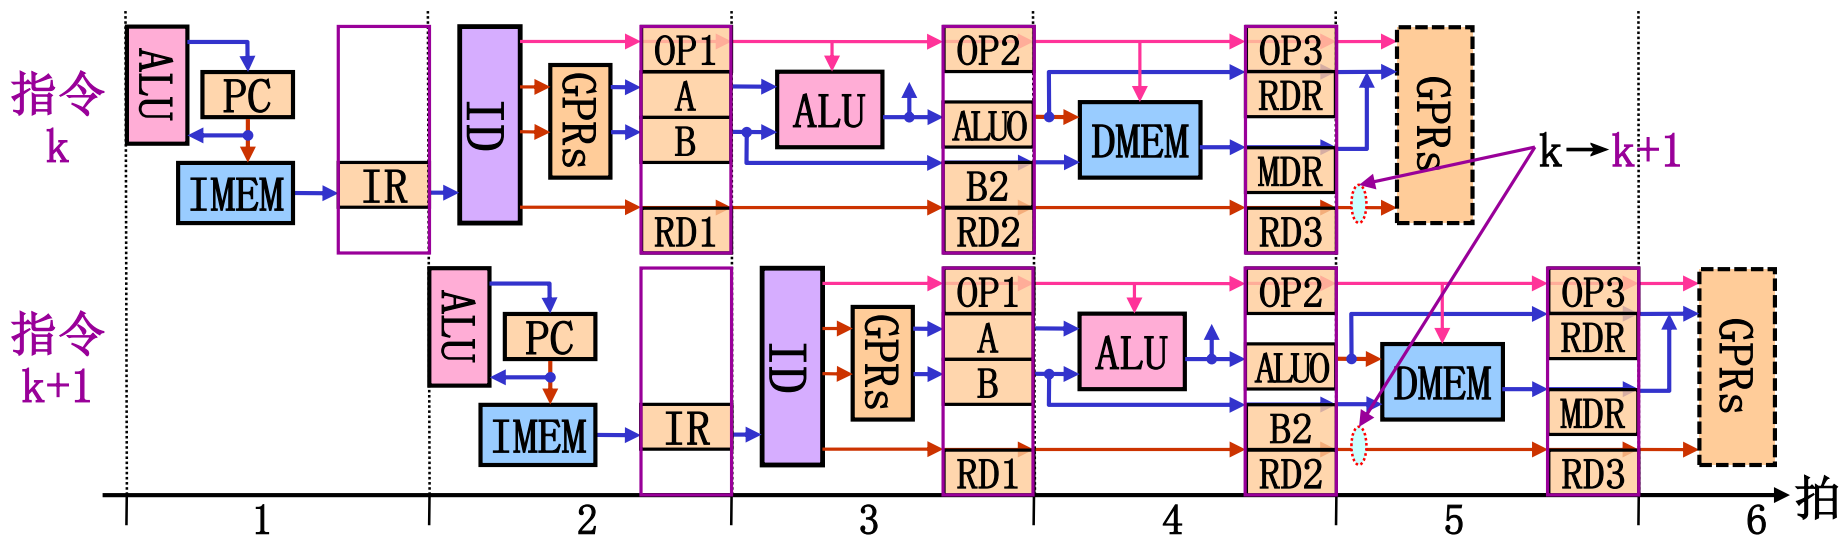 指令
k
ALU
PC
IMEM
IR
ID
GPRs
OP1
A
B
RD1
ALU
OP2
ALUO
B2
RD2
DMEM
OP3
RDR
MDR
RD3
GPRs
k→k+1
指令
k+1
ALU
PC
IMEM
IR
ID
GPRs
OP1
A
B
RD1
ALU
OP2
ALUO
B2
RD2
DMEM
OP3
RDR
MDR
RD3
GPRs
1 2 3 4 5 6 拍